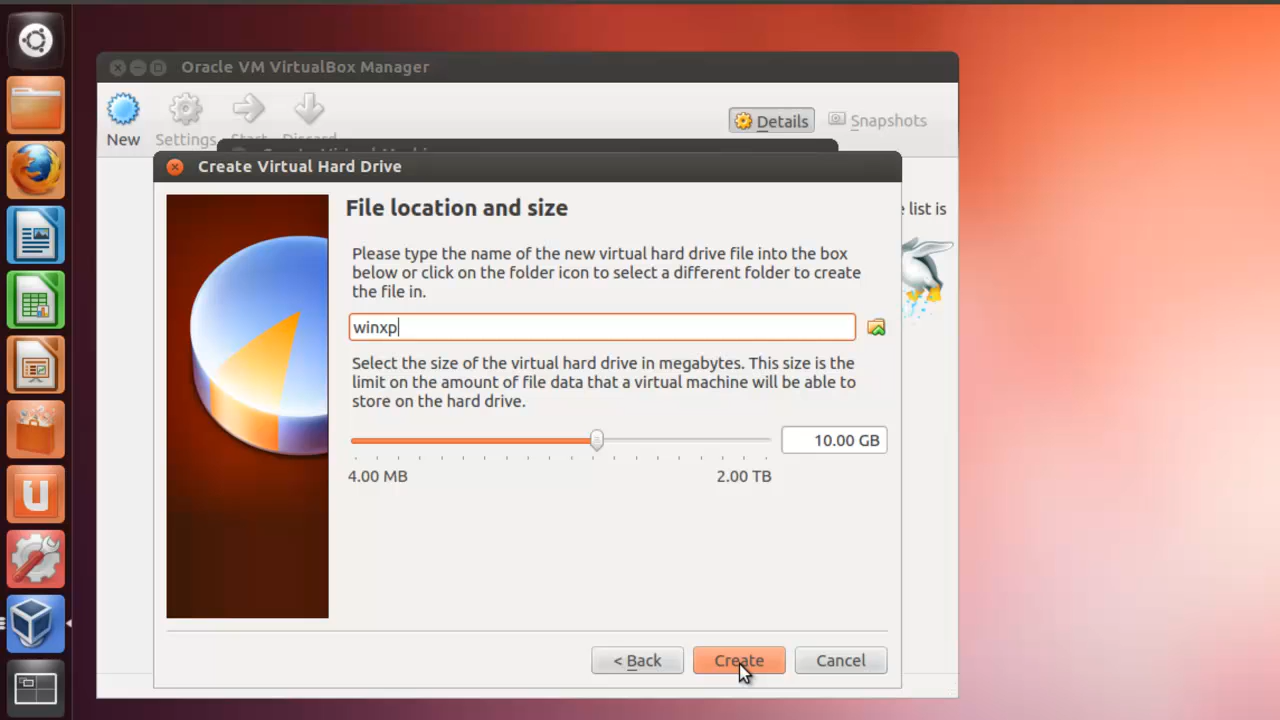 Oracle VM VirtualBox Manager
New
Settings
Details
Snapshots
Create Virtual Hard Drive
File location and size
e list is
Please type the name of the new virtual hard drive file into the box
below or click on the folder icon to select a different folder to create
the file in.
winxp
Select the size of the virtual hard drive in megabytes. This size is the
limit on the amount of file data that a virtual machine will be able to
store on the hard drive.
10.00 GB
4.00 MB
2.00 TB
< Back
Create
Cancel